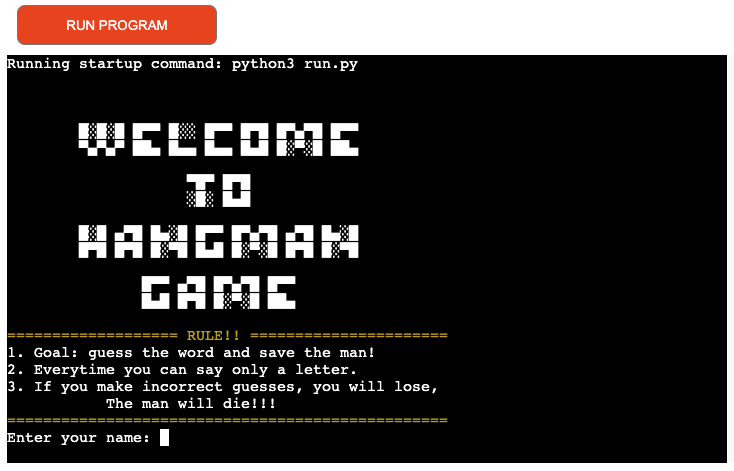 RUN PROGRAM
Running startup command: python3 run.py
WELCOME
TO
HANGMAN
GAME
=================== RULE!! ======================
1. Goal: guess the word and save the man!
2. Everytime you can say only a letter.
3. If you make incorrect guesses, you will lose,
The man will die!!!
=================================================
Enter your name: